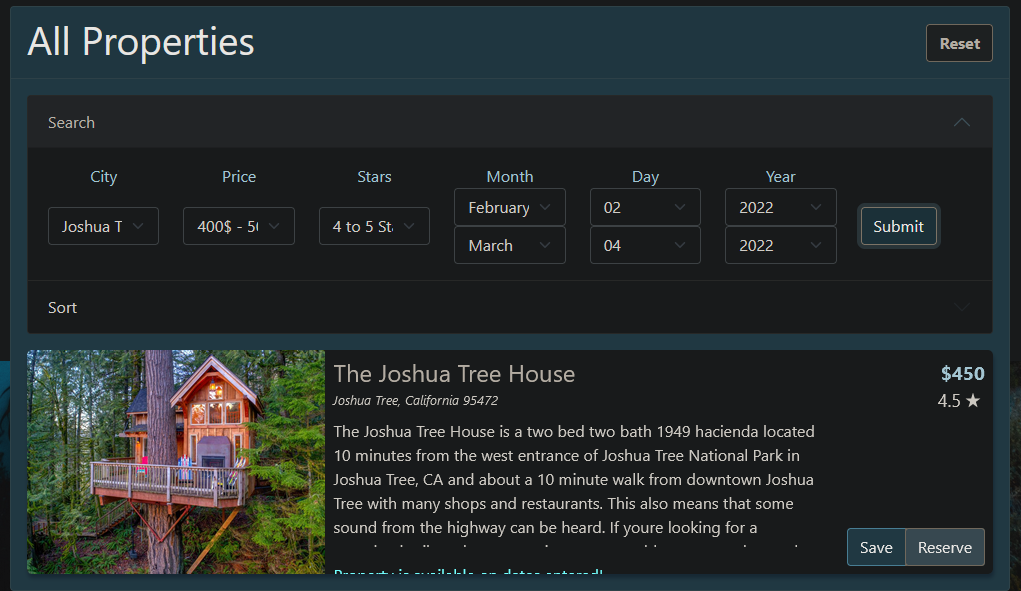 All Properties
Reset
Search
City
Price
Stars
Month
Day
Year
Joshua T
400$ - 5
4 to 5 St
February
02
2022
March
04
2022
Submit
Sort
The Joshua Tree House
$450
Joshua Tree, California 95472
4.5 ★
The Joshua Tree House is a two bed two bath 1949 hacienda located
10 minutes from the west entrance of Joshua Tree National Park in
Joshua Tree, CA and about a 10 minute walk from downtown Joshua
Tree with many shops and restaurants. This also means that some
sound from the highway can be heard. If youre looking for a
Save
Reserve
Property is available on dates entered!